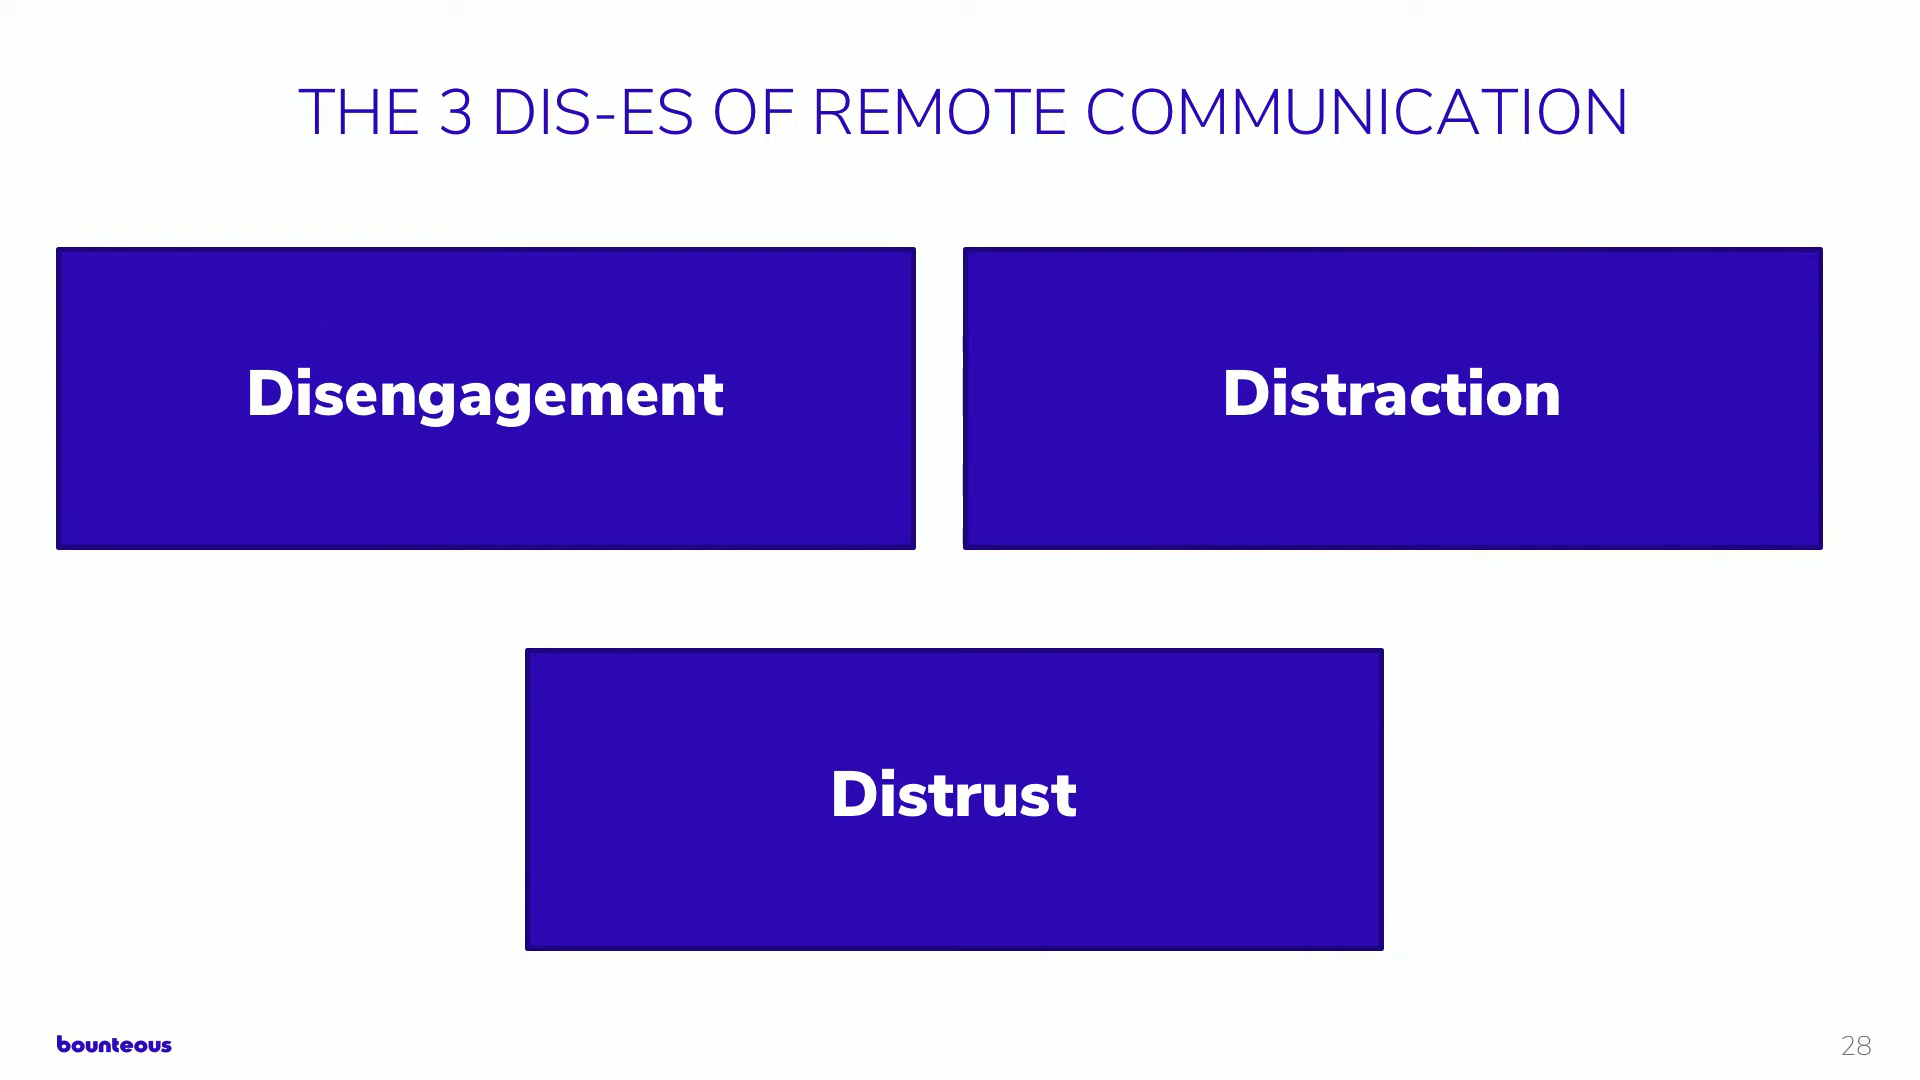 THE 3 DIS-ES OF REMOTE COMMUNICATION
Disengagement
Distraction
Distrust
bounteous
28